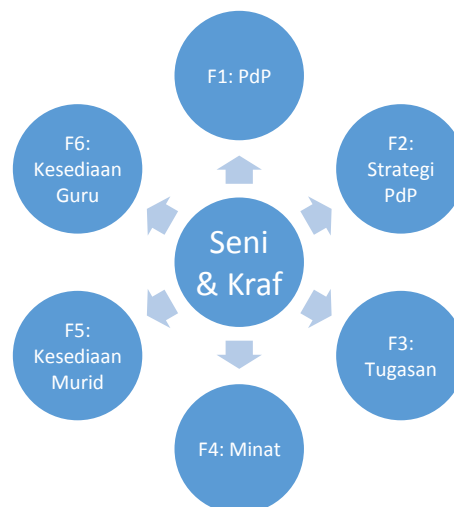 F1: PdP
F2:
Strategi
PdP
F3:
Tugasan
F4: Minat
F5:
Kesediaan
Murid
F6:
Kesediaan
Guru
Seni
& Kraf